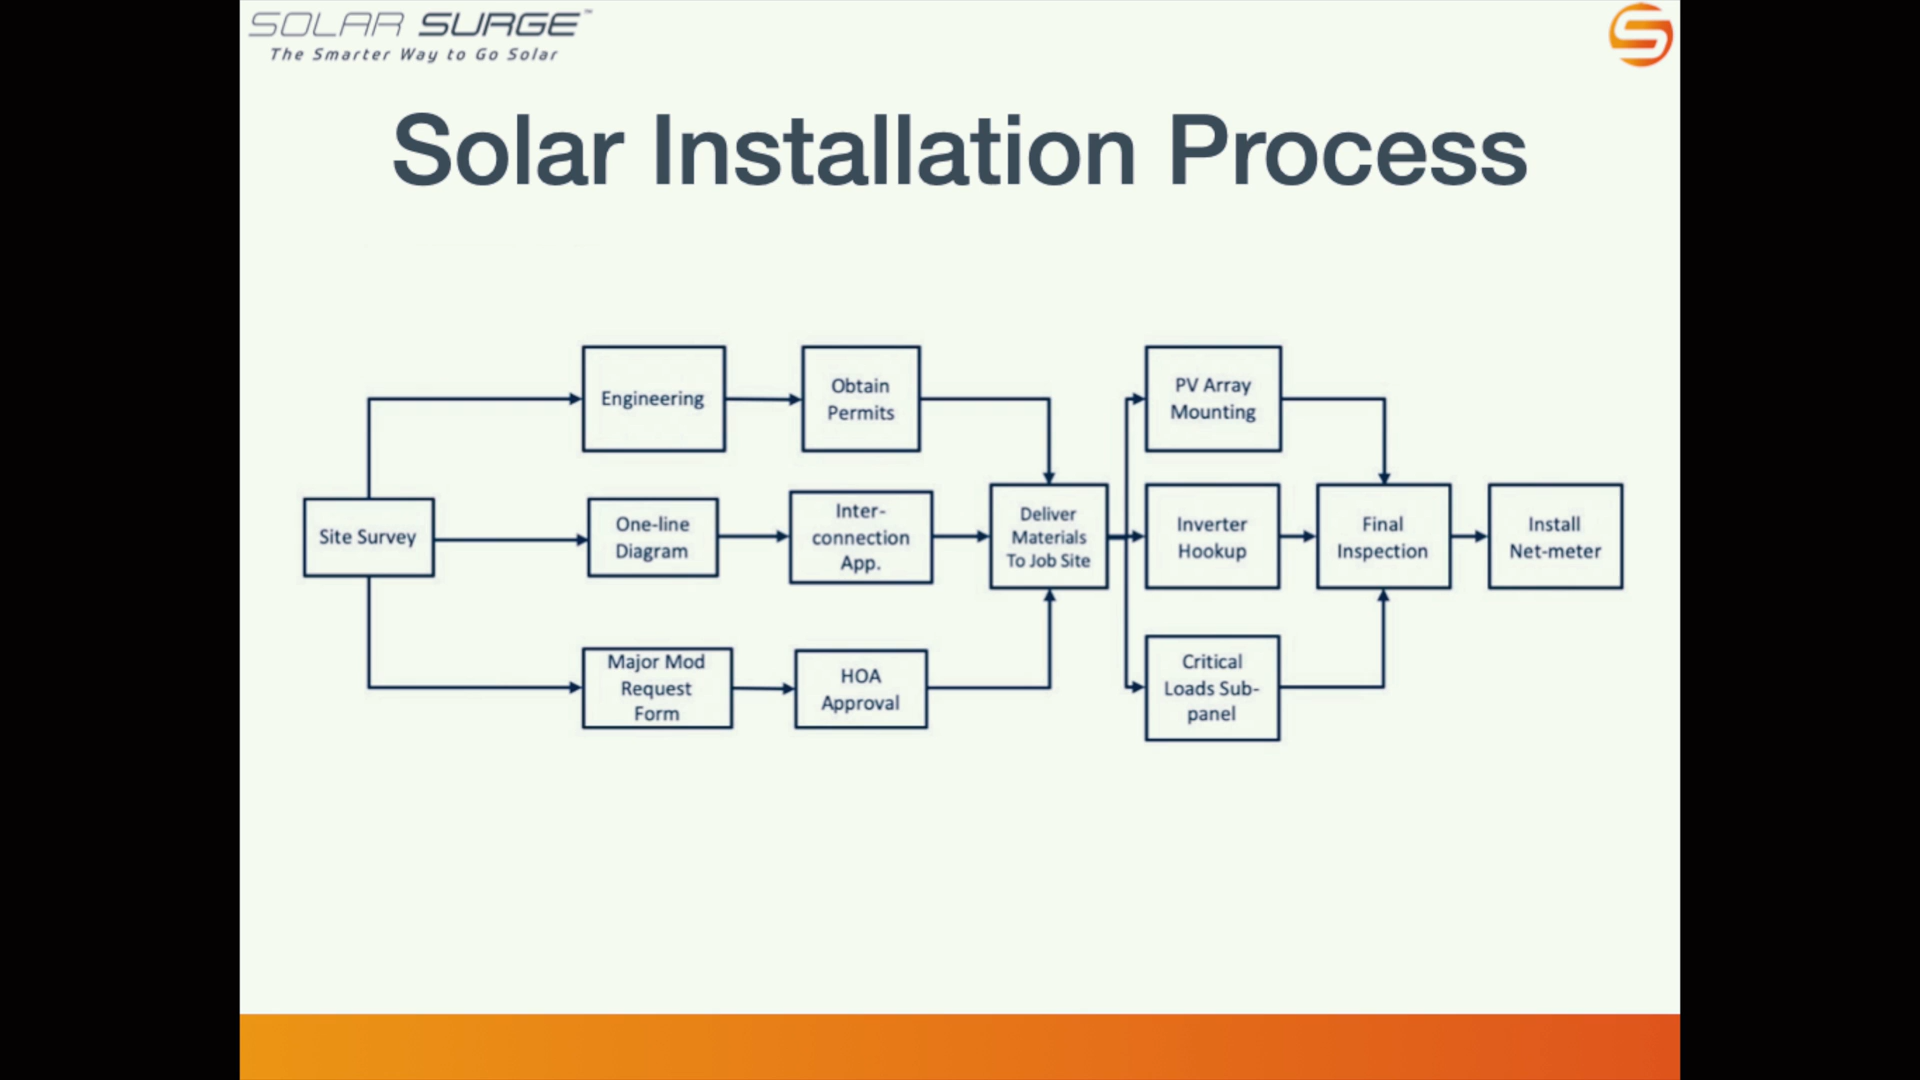 SOLAR SURGE™
The Smarter Way to Go Solar
Solar Installation Process
Site Survey
Engineering
Obtain
Permits
One-line
Diagram
Inter-
connection
App.
Major Mod
Request
Form
HOA
Approval
Deliver
Materials
To Job Site
PV Array
Mounting
Inverter
Hookup
Critical
Loads Sub-
panel
Final
Inspection
Install
Net-meter